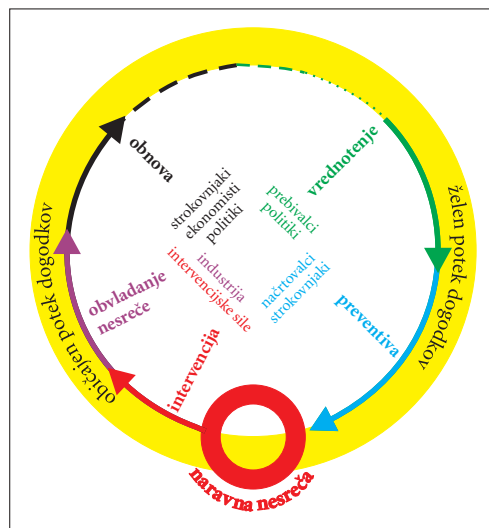 obnova
vrednotenje
strokovnjaki
ekonomisti
politiki
prebivalci
politiki
običajen potek dogodkov
želen potek dogodkov
obvladanje
nesreče
industrija
intervencijske sile
načrtovalci
strokovnjaki
preventiva
intervencija
naravna nesreča